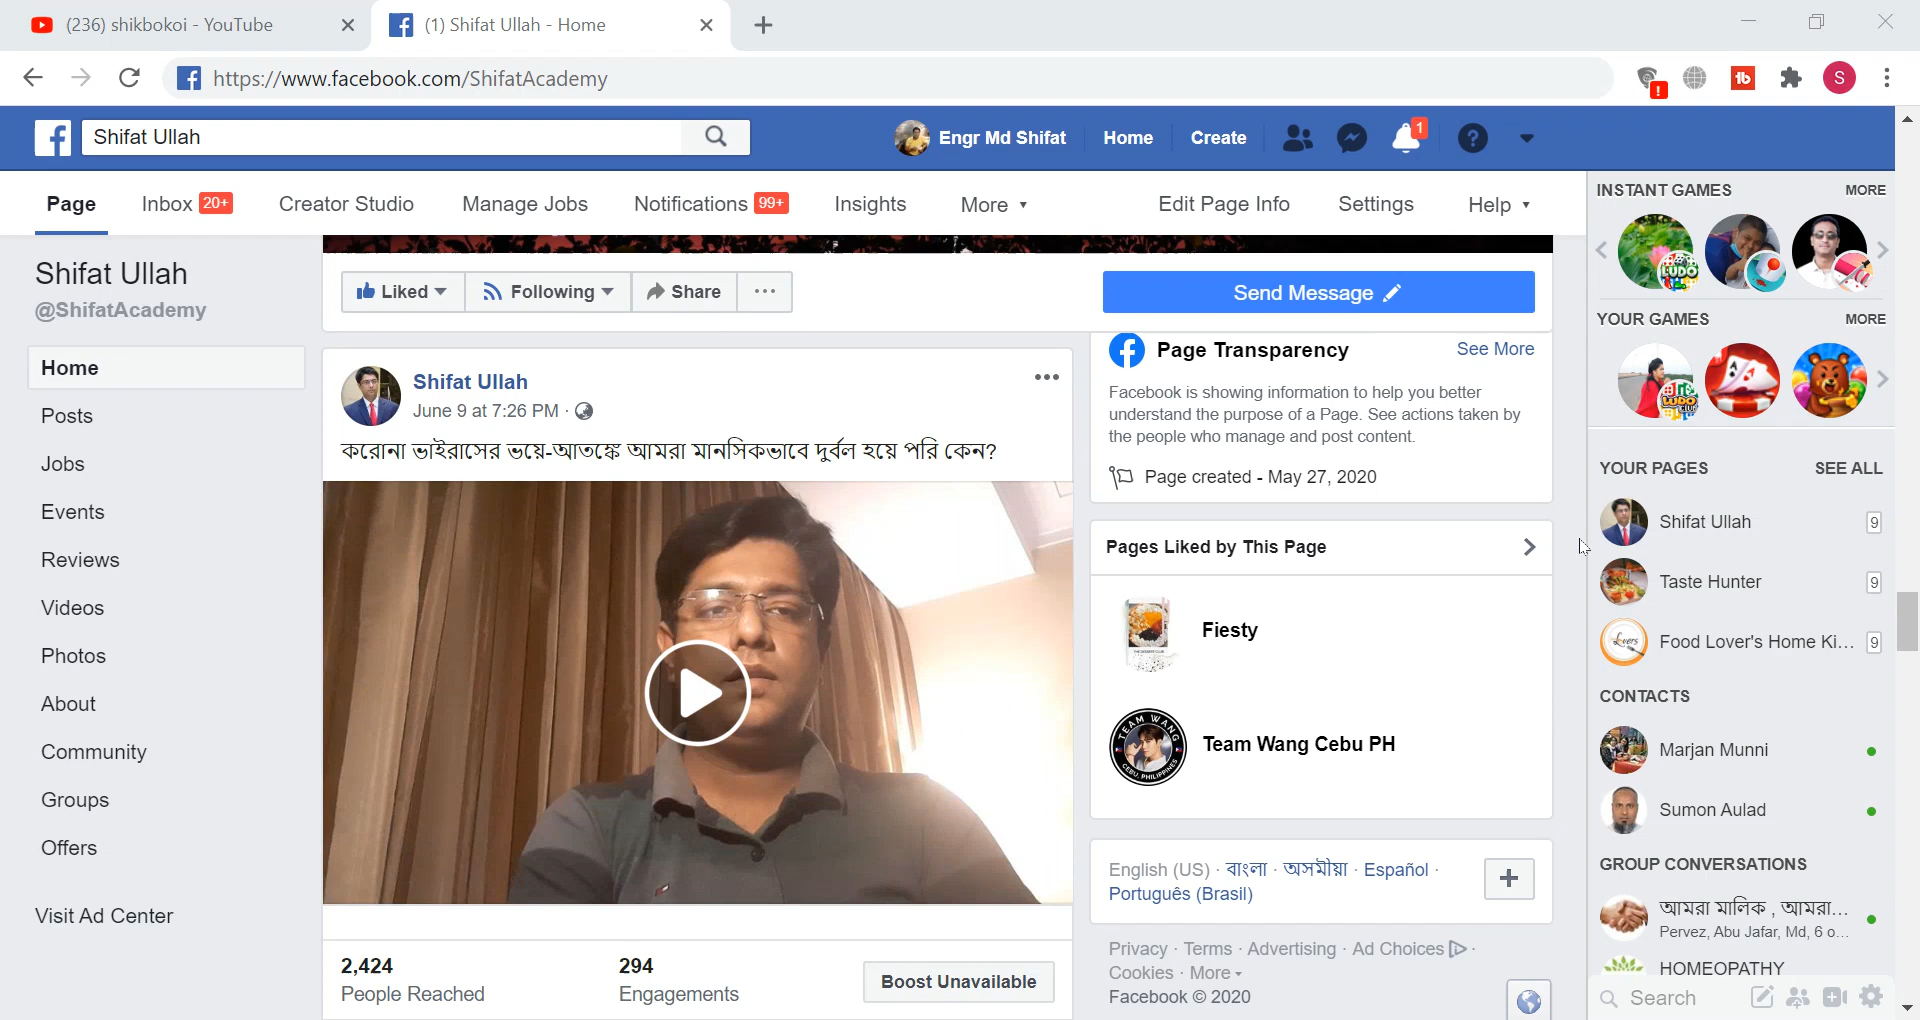 (236) shikbokoi - YouTube
(1) Shifat Ullah - Home
https://www.facebook.com/ShifatAcademy
S
Shifat Ullah
Engr Md Shifat
Home
Create
1
Page
Inbox 20+
Creator Studio
Manage Jobs
Notifications 99+
Insights
More
Edit Page Info
Settings
Help
Shifat Ullah
@ShifatAcademy
Home
Posts
Jobs
Events
Reviews
Videos
Photos
About
Community
Groups
Offers
Visit Ad Center
Liked
Following
Share
Send Message
Shifat Ullah
June 9 at 7:26 PM ·
করোনা ভাইরাসের ভয়ে-আতঙ্কে আমরা মানসিকভাবে দুর্বল হয়ে পরি কেন?
2,424
People Reached
294
Engagements
Boost Unavailable
Page Transparency
See More
Facebook is showing information to help you better
understand the purpose of a Page. See actions taken by
the people who manage and post content.
Page created - May 27, 2020
Pages Liked by This Page
Fiesty
TEAM WANG
CEBU, PHILIPPINES
Team Wang Cebu PH
English (US) · বাংলা · অসমীয়া · Español ·
Português (Brasil)
Privacy · Terms · Advertising · Ad Choices ·
Cookies · More
Facebook © 2020
INSTANT GAMES
MORE
LUDO
YOUR GAMES
MORE
LUDO
YOUR PAGES
SEE ALL
Shifat Ullah
9
Taste Hunter
9
Lovers
Food Lover's Home Ki...
9
CONTACTS
Marjan Munni
Sumon Aulad
GROUP CONVERSATIONS
আমরা মালিক , আমরা...
Pervez, Abu Jafar, Md, 6 o...
HOMEOPATHY
Search